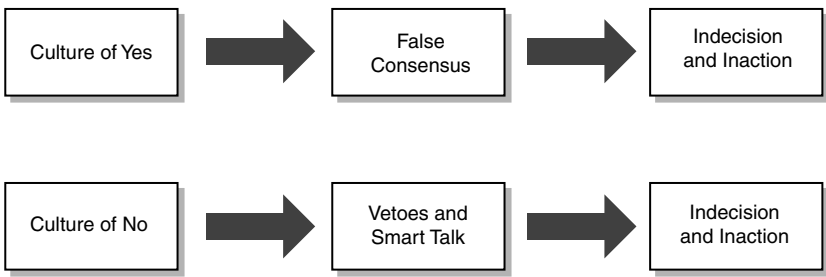 Culture of Yes
False
Consensus
Indecision
and Inaction
Culture of No
Vetoes and
Smart Talk
Indecision
and Inaction